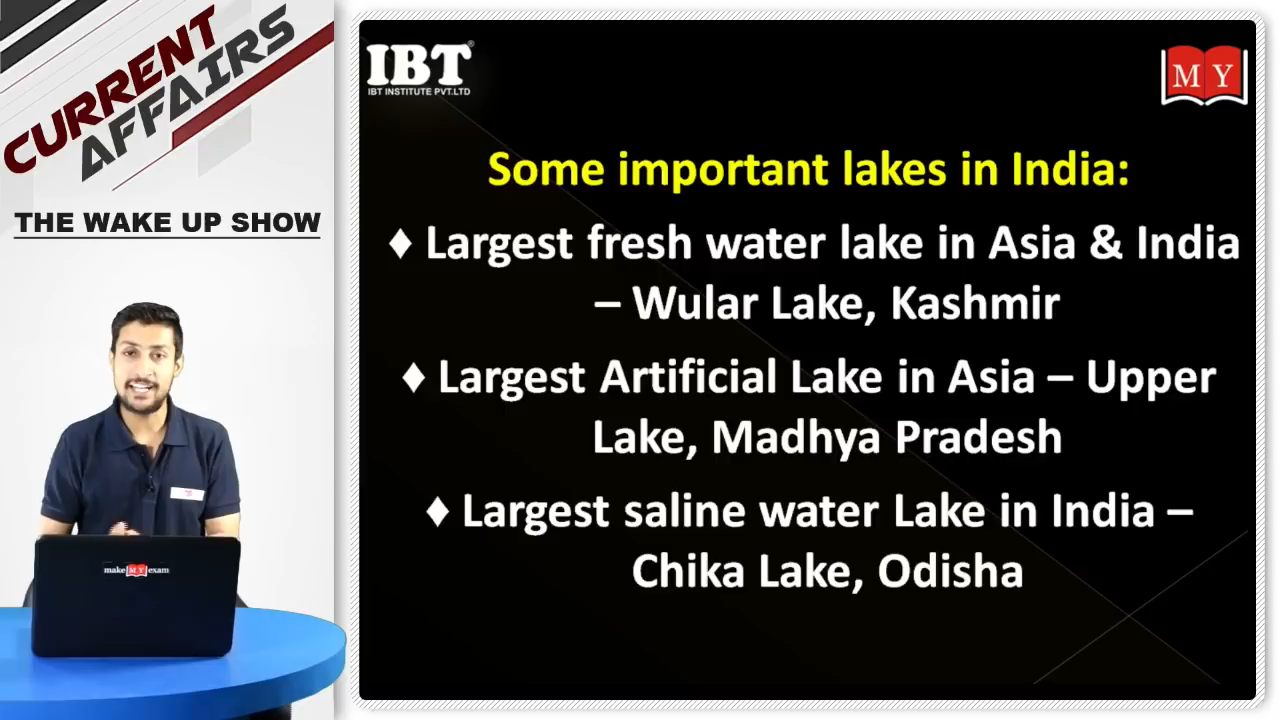 CURRENT
AFFAIRS
THE WAKE UP SHOW
make MY exam
IBT®
IBT INSTITUTE PVT.LTD
M Y
Some important lakes in India:
♦ Largest fresh water lake in Asia & India
– Wular Lake, Kashmir
♦ Largest Artificial Lake in Asia – Upper
Lake, Madhya Pradesh
♦ Largest saline water Lake in India –
Chika Lake, Odisha